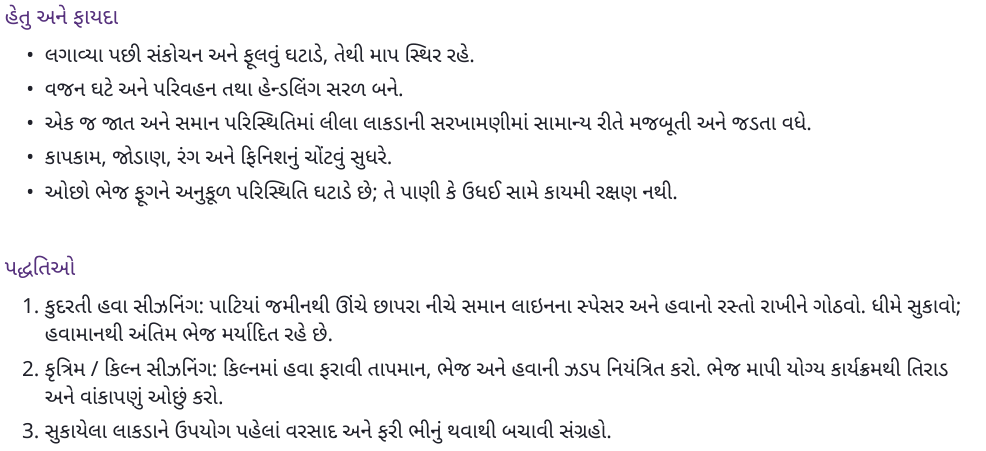 હેતુ અને ફાયદા
• લગાવ્યા પછી સંકોચન અને ફૂલવું ઘટાડે, તેથી માપ સ્થિર રહે.
• વજન ઘટે અને પરિવહન તથા હેન્ડલિંગ સરળ બને.
• એક જ જાત અને સમાન પરિસ્થિતિમાં લીલા લાકડાની સરખામણીમાં સામાન્ય રીતે મજબૂતી અને જડતા વધે.
• કાપકામ, જોડાણ, રંગ અને ફિનિશનું ચોંટવું સુધરે.
• ઓછો ભેજ ફૂગને અનુકૂળ પરિસ્થિતિ ઘટાડે છે; તે પાણી કે ઉધઈ સામે કાયમી રક્ષણ નથી.
પદ્ધતિઓ
1. કુદરતી હવા સીઝનિંગ: પાટિયાં જમીનથી ઊંચે છાપરા નીચે સમાન લાઇનના સ્પેસર અને હવાનો રસ્તો રાખીને ગોઠવો. ધીમે સુકાવો;
હવામાનથી અંતિમ ભેજ મર્યાદિત રહે છે.
2. કૃત્રિમ / કિલ્ન સીઝનિંગ: કિલ્નમાં હવા ફરાવી તાપમાન, ભેજ અને હવાની ઝડપ નિયંત્રિત કરો. ભેજ માપી યોગ્ય કાર્યક્રમથી તિરાડ
અને વાંકાપણું ઓછું કરો.
3. સુકાયેલા લાકડાને ઉપયોગ પહેલાં વરસાદ અને ફરી ભીનું થવાથી બચાવી સંગ્રહો.